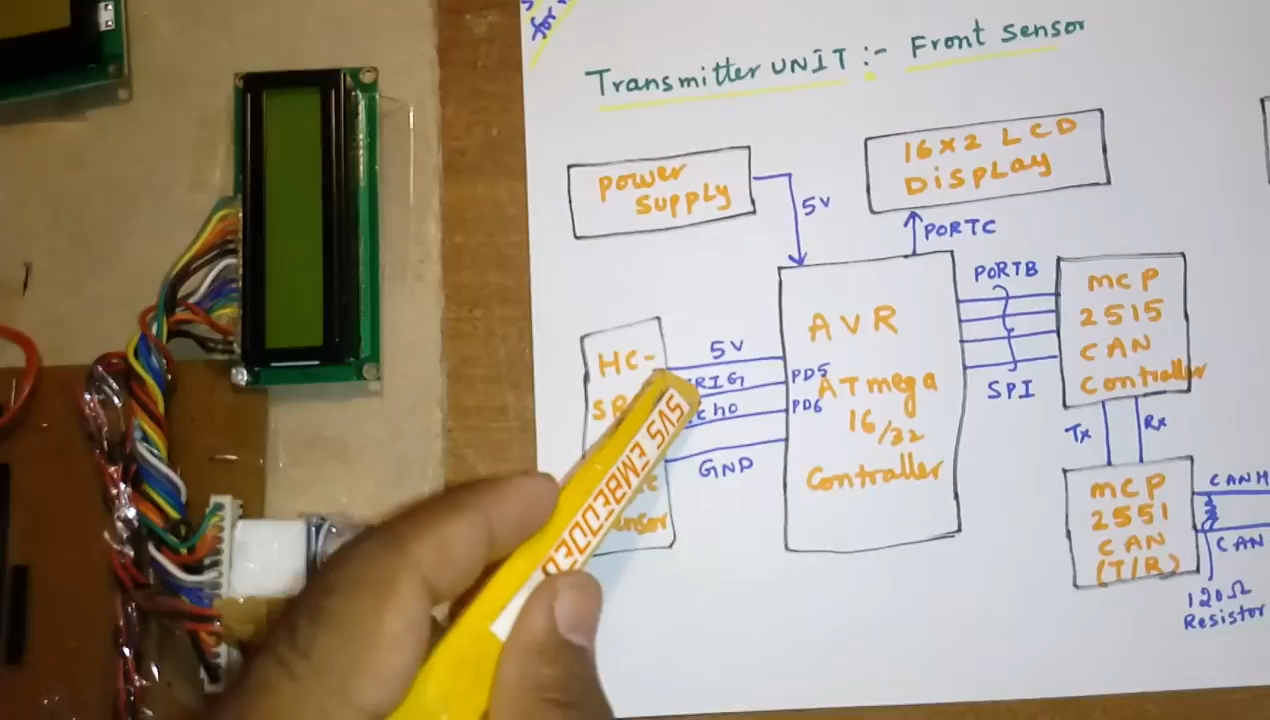 for
Transmitter UNIT :- Front Sensor
Power
Supply
5V
16x2 LCD
Display
PORTC
PORTB
SPI
AVR
ATmega
16/32
Controller
PD5
PD6
HC-
5V
GND
MCP
2515
CAN
Controller
Tx
Rx
MCP
2551
CAN
(T/R)
CANH
CAN
120Ω
Resistor
SVS EMBEDDED